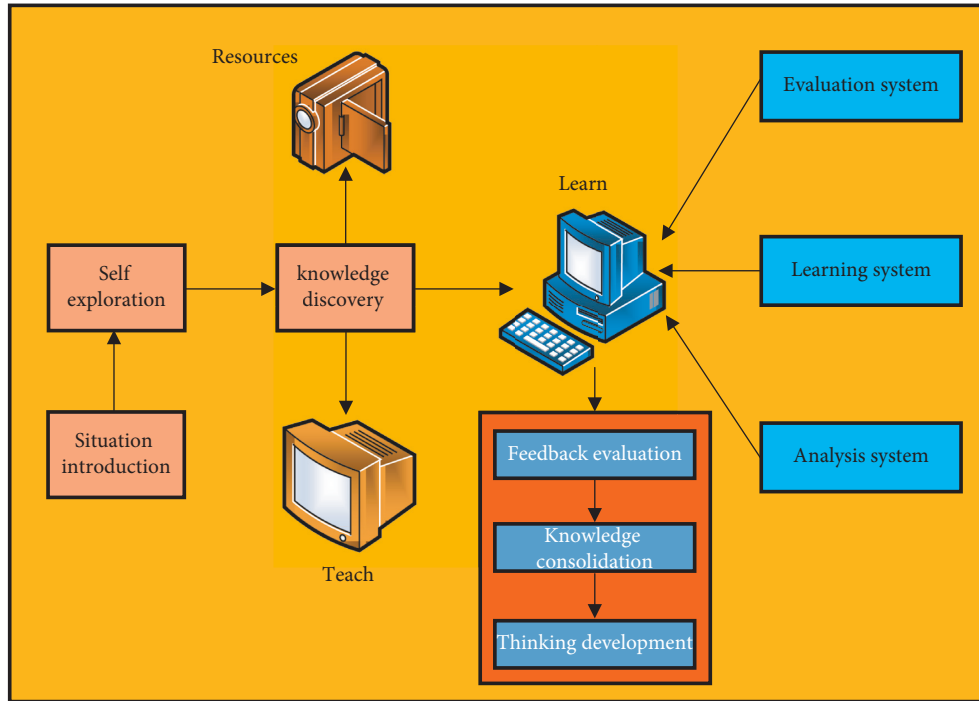 Resources
Evaluation system
Learn
Self
exploration
knowledge
discovery
Learning system
Situation
introduction
Feedback evaluation
Analysis system
Knowledge
consolidation
Teach
Thinking development